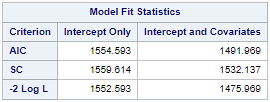 Model Fit Statistics
Criterion Intercept Only Intercept and Covariates
AIC 1554.593 1491.969
SC 1559.614 1532.137
-2 Log L 1552.593 1475.969